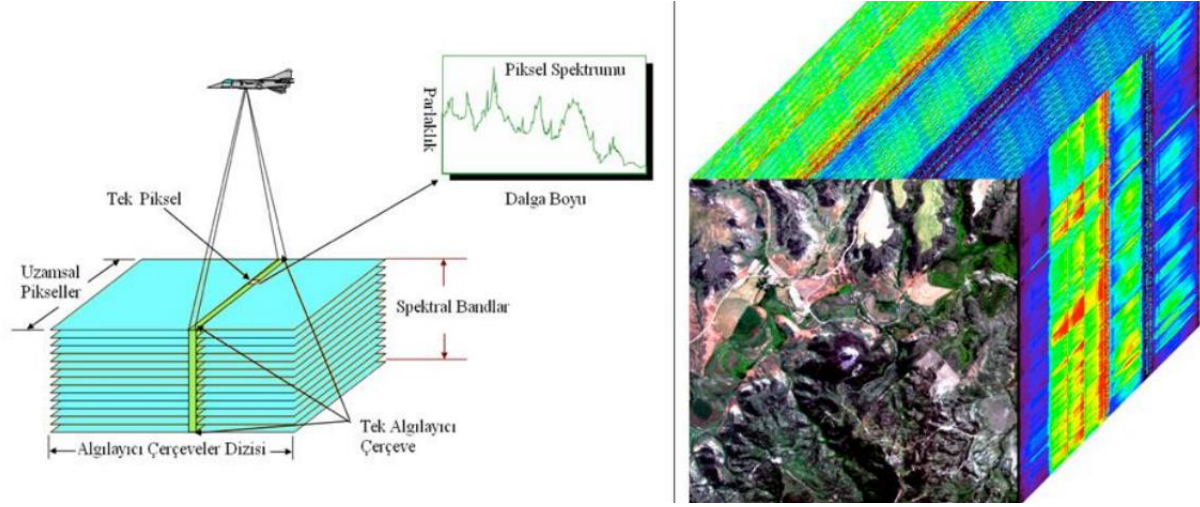 Piksel Spektrumu
Parlaklık
Dalga Boyu
Tek Piksel
Uzamsal
Pikseller
Spektral Bandlar
Tek Algılayıcı
Çerçeve
Algılayıcı Çerçeveler Dizisi